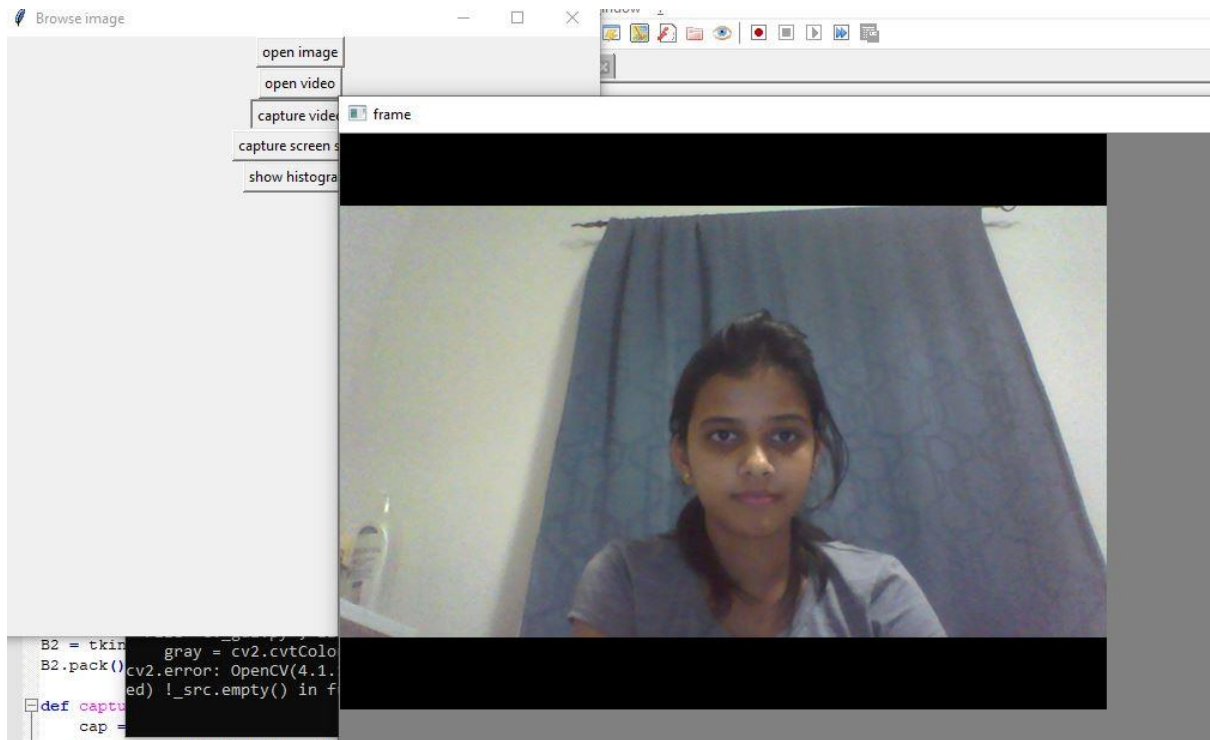 Browse image
open image
open video
capture vide
capture screen s
show histogra
frame
B2 = tkin
B2.pack()
gray = cv2.cvtColo
cv2.error: OpenCV(4.1.
ed) !_src.empty() in f
def captu
cap =